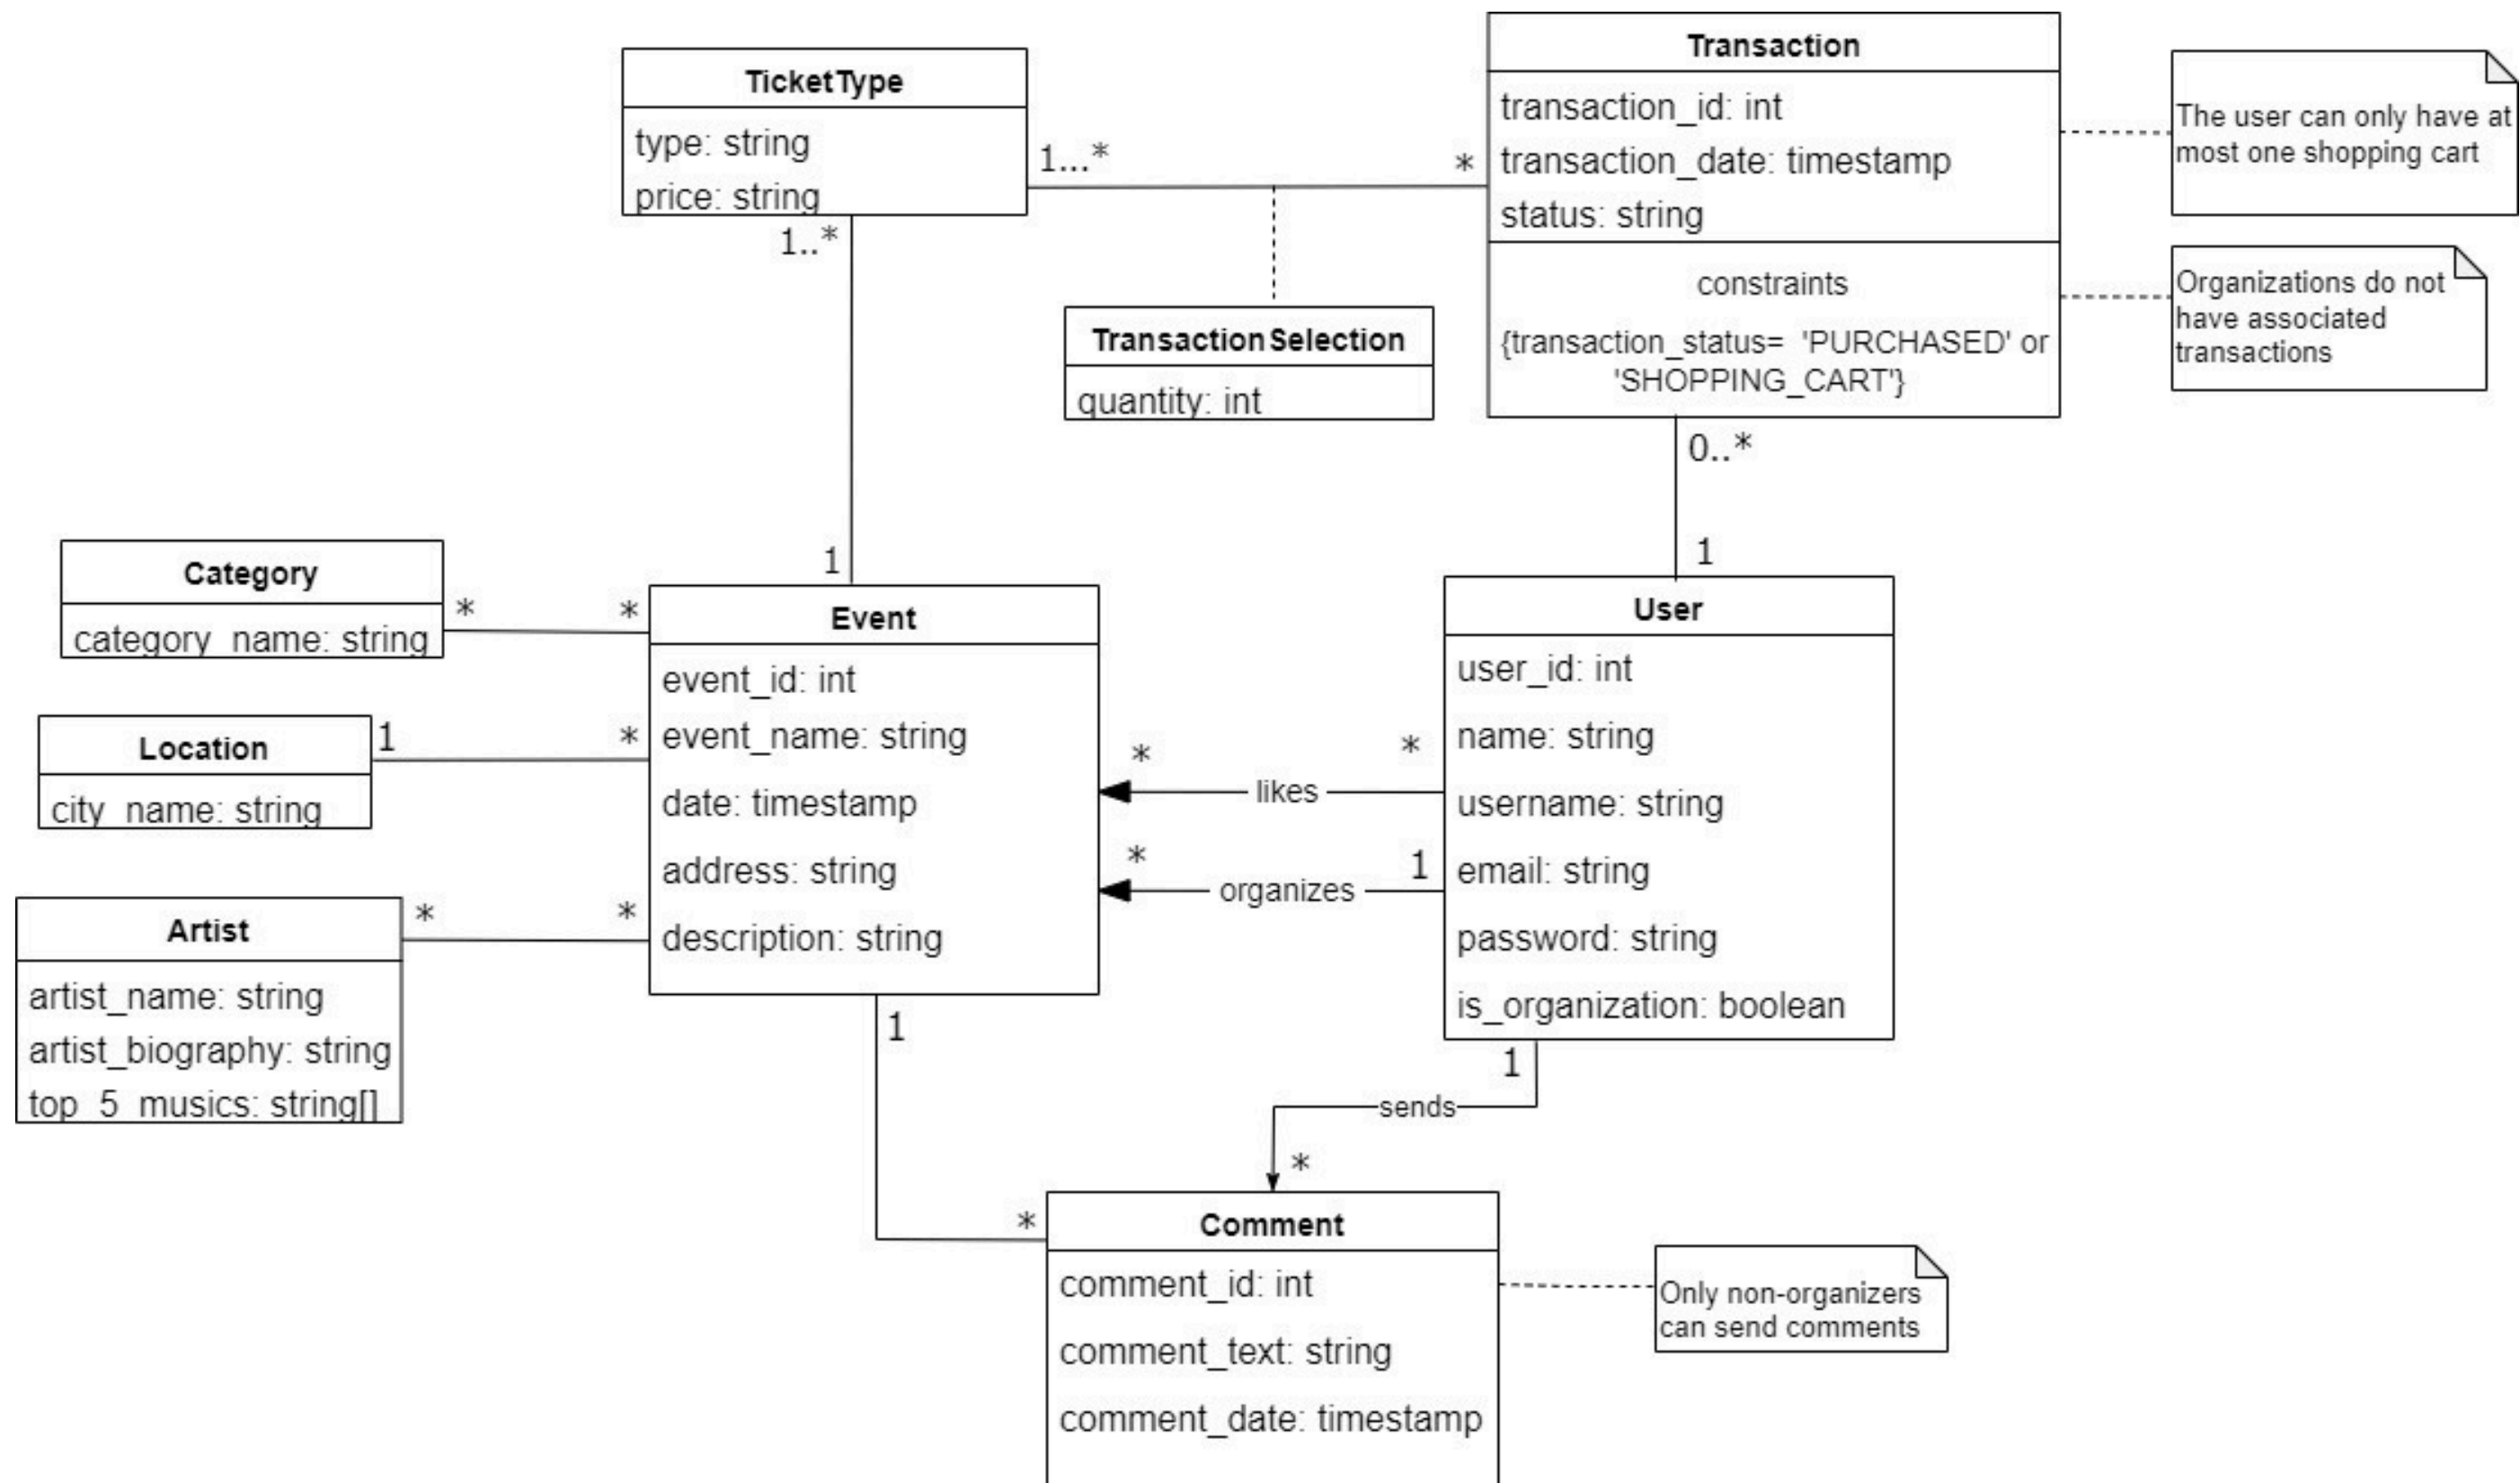 TicketType
type: string
price: string
1..*
1...*
*
Transaction
transaction_id: int
transaction_date: timestamp
status: string
constraints
{transaction_status= 'PURCHASED' or
'SHOPPING_CART'}
The user can only have at
most one shopping cart
Organizations do not
have associated
transactions
TransactionSelection
quantity: int
0..*
1
1
Category
category_name: string
*
*
Location
city_name: string
1
*
Artist
artist_name: string
artist_biography: string
top_5_musics: string[]
*
*
Event
event_id: int
event_name: string
date: timestamp
address: string
description: string
*
likes
*
*
organizes
1
User
user_id: int
name: string
username: string
email: string
password: string
is_organization: boolean
1
1
sends
*
*
Comment
comment_id: int
comment_text: string
comment_date: timestamp
Only non-organizers
can send comments